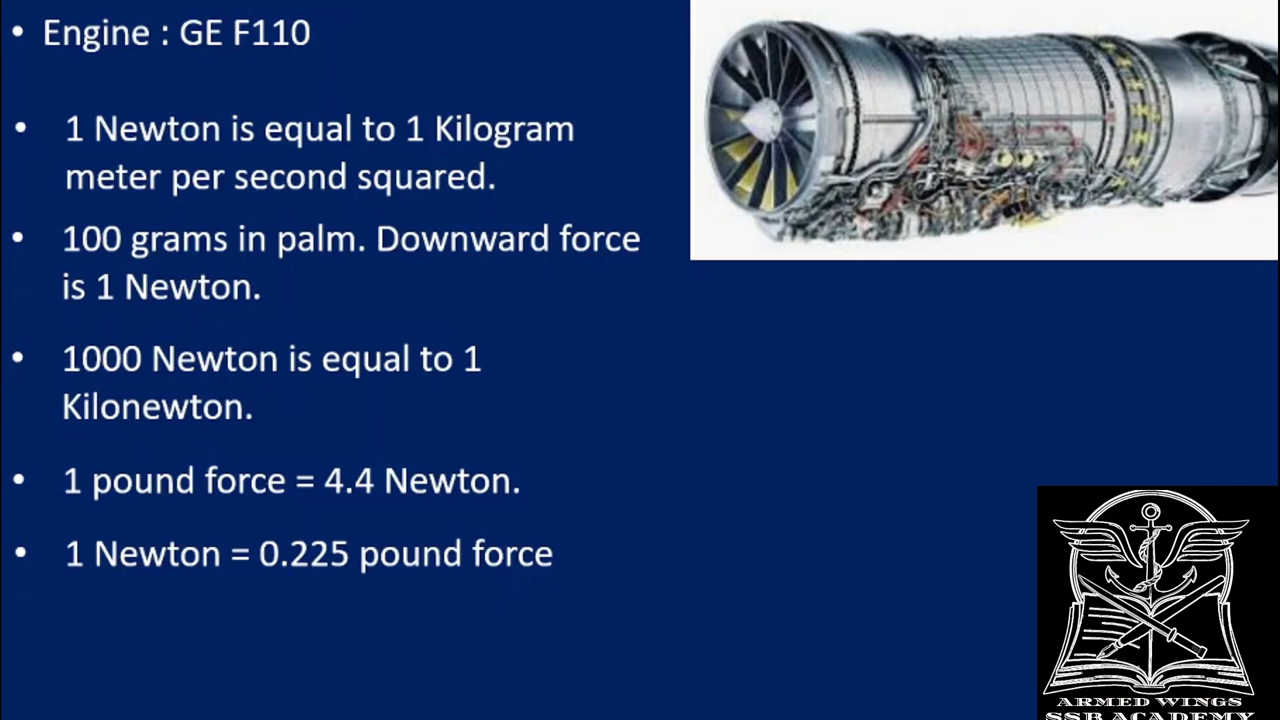 • Engine : GE F110
• 1 Newton is equal to 1 Kilogram
meter per second squared.
• 100 grams in palm. Downward force
is 1 Newton.
• 1000 Newton is equal to 1
Kilonewton.
• 1 pound force = 4.4 Newton.
• 1 Newton = 0.225 pound force
ARMED WINGS
SSB ACADEMY